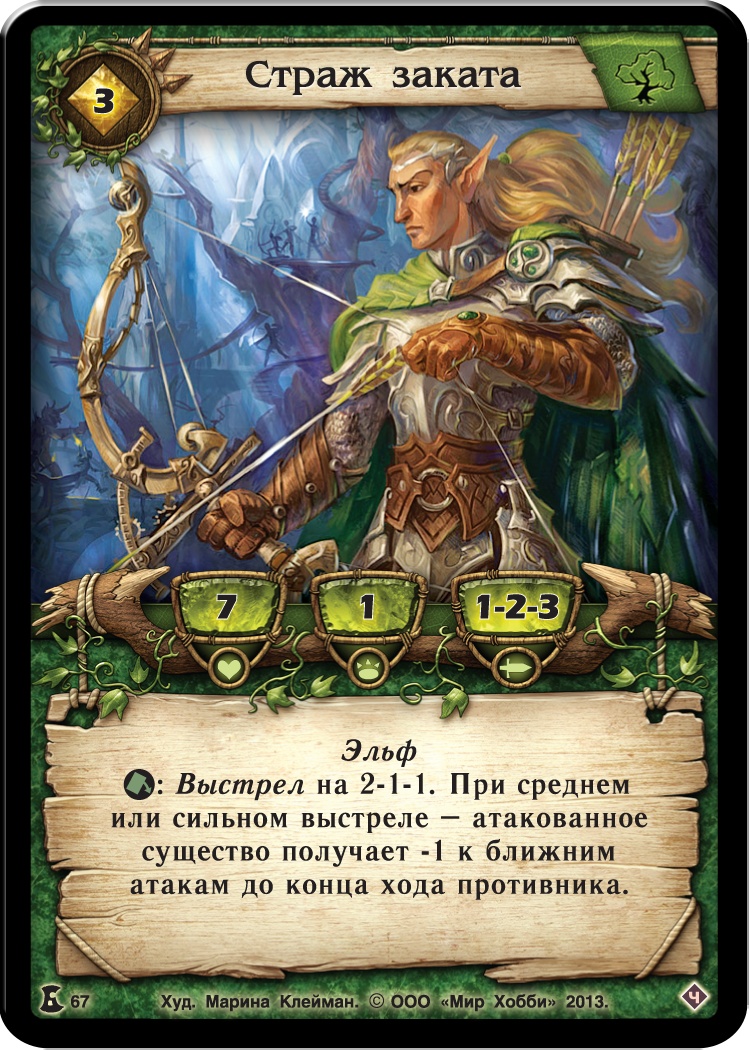 3
Страж заката
7 1 1-2-3
Эльф
: Выстрел на 2-1-1. При среднем
или сильном выстреле – атакованное
существо получает -1 к ближним
атакам до конца хода противника.
67 Худ. Марина Клейман. © ООО «Мир Хобби» 2013. Ч